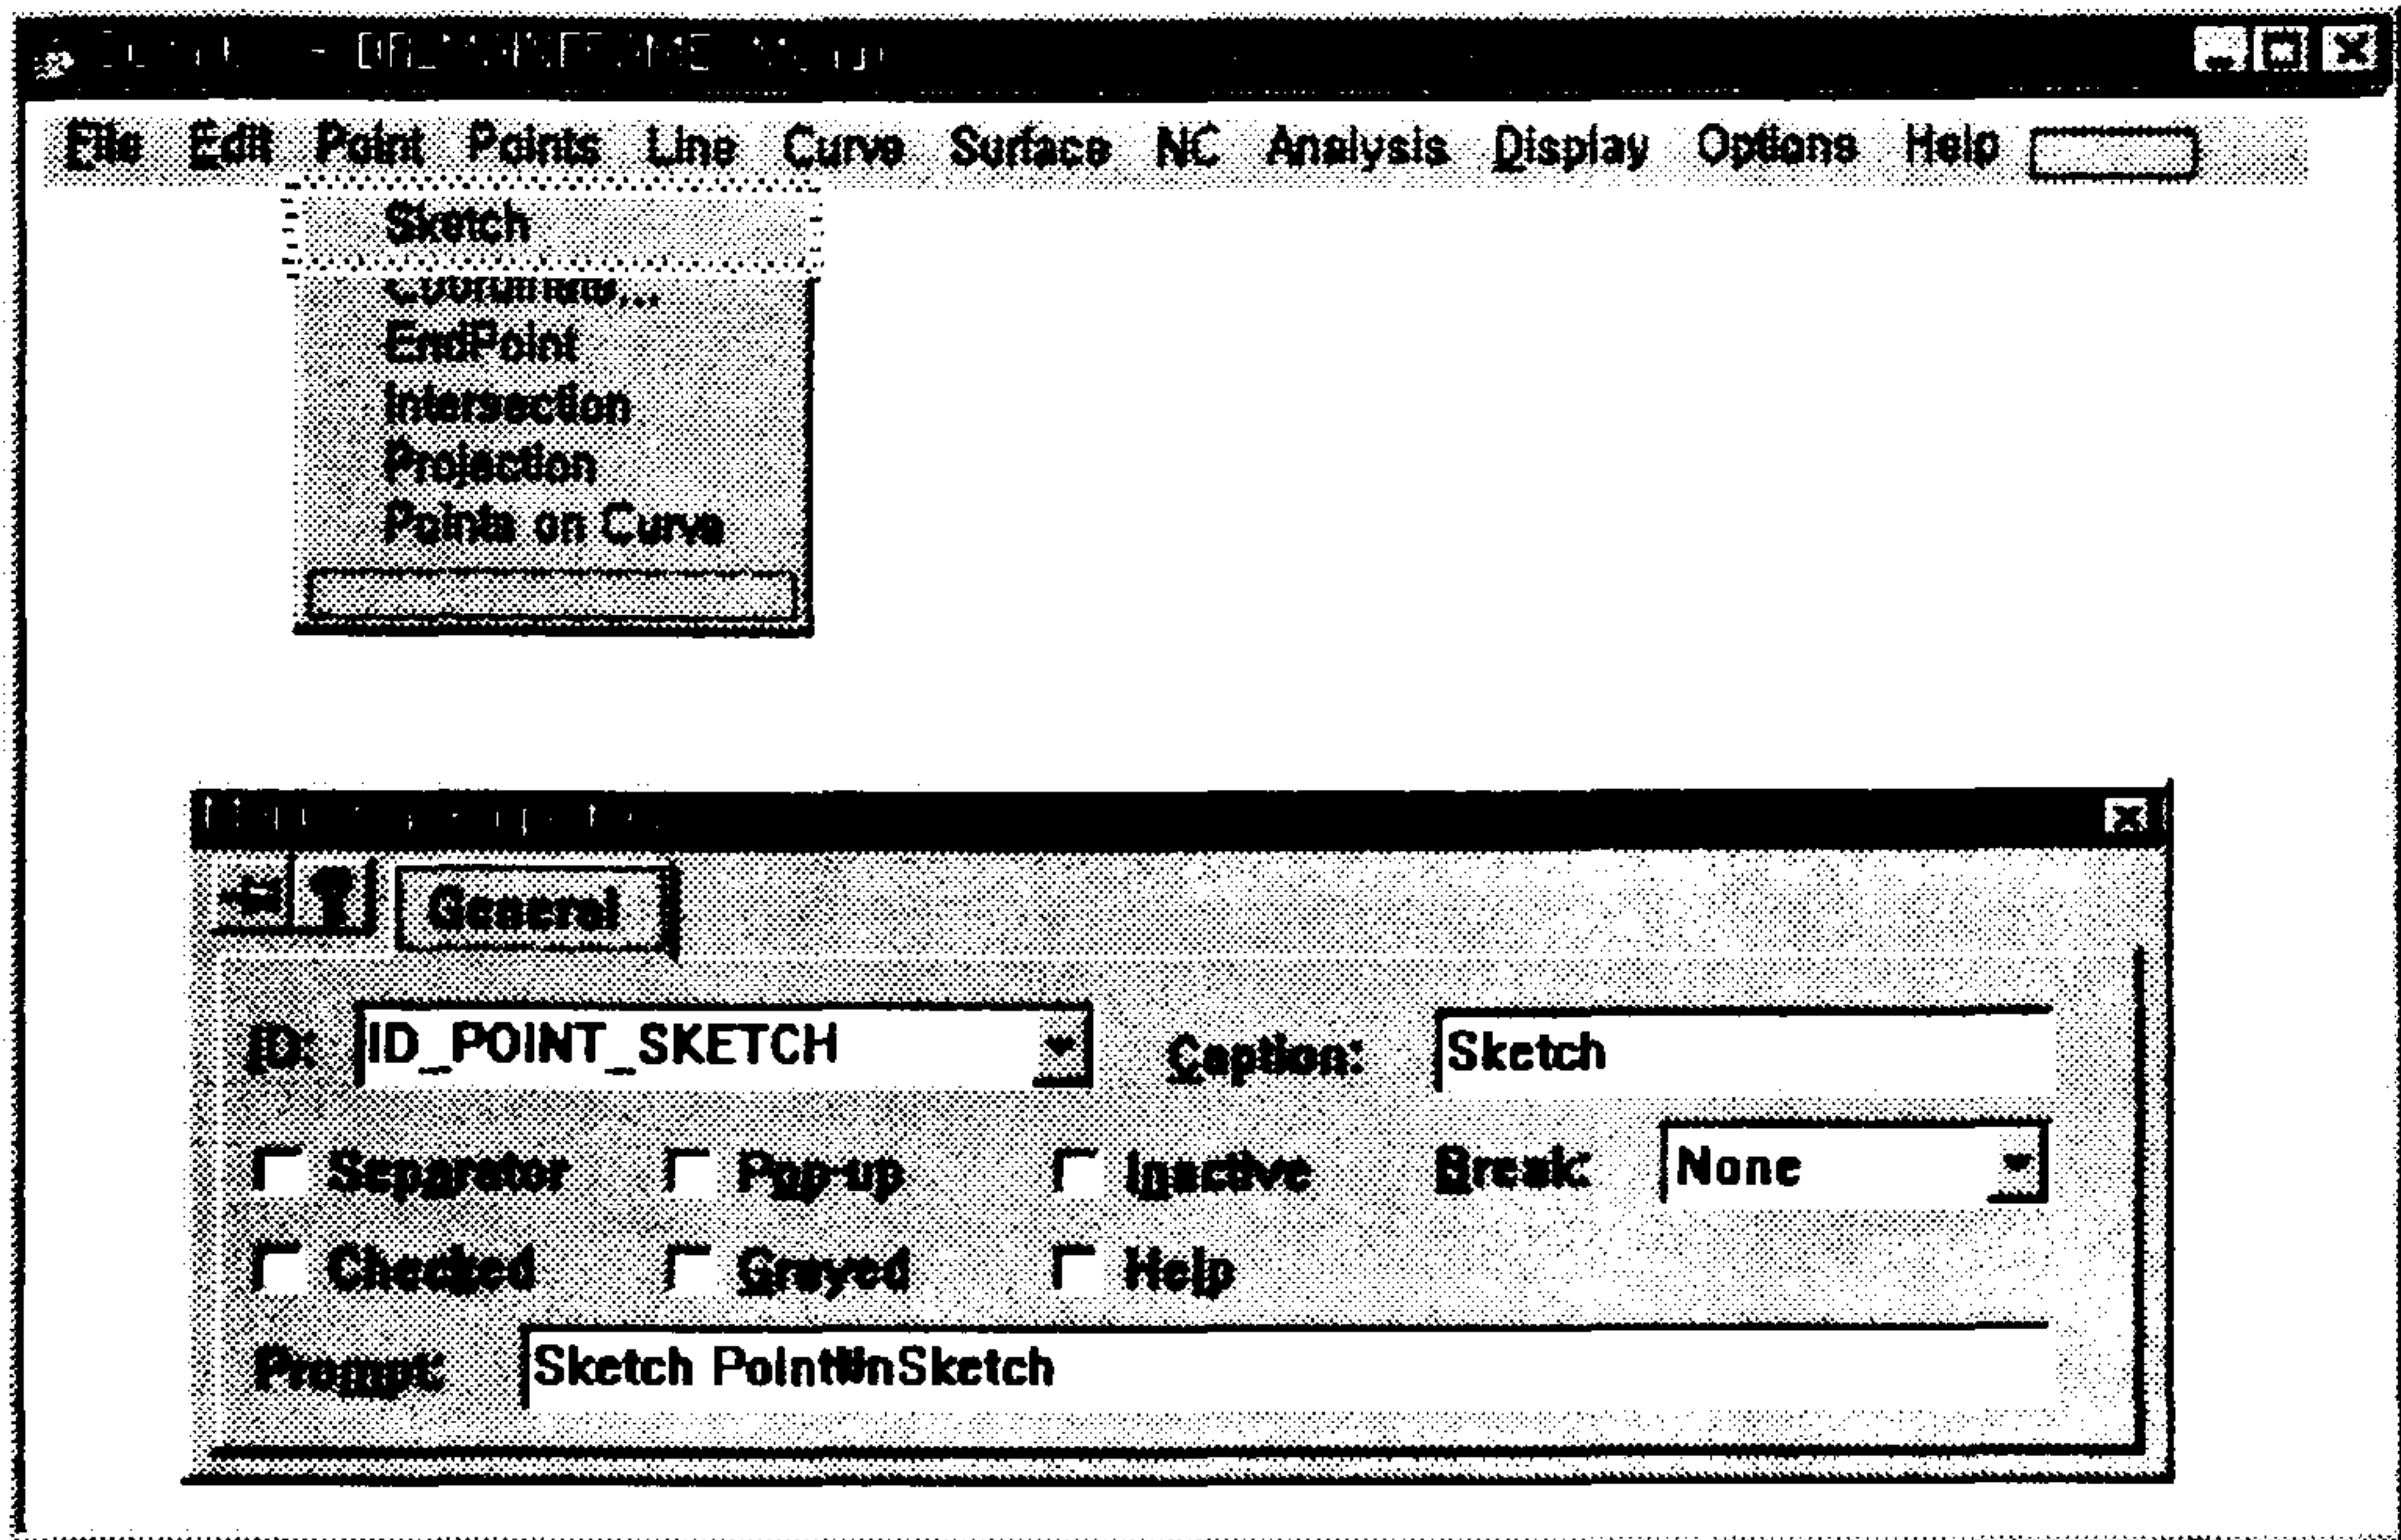 File Edit Point Points Line Curve Surface NC Analysis Display Options Help
Sketch
EndPoint
Intersection
Projection
Points on Curve
General
ID: ID_POINT_SKETCH Caption: Sketch
Separator Pop-up Inactive Break: None
Checked Grayed Help
Prompt: Sketch Point₩nSketch